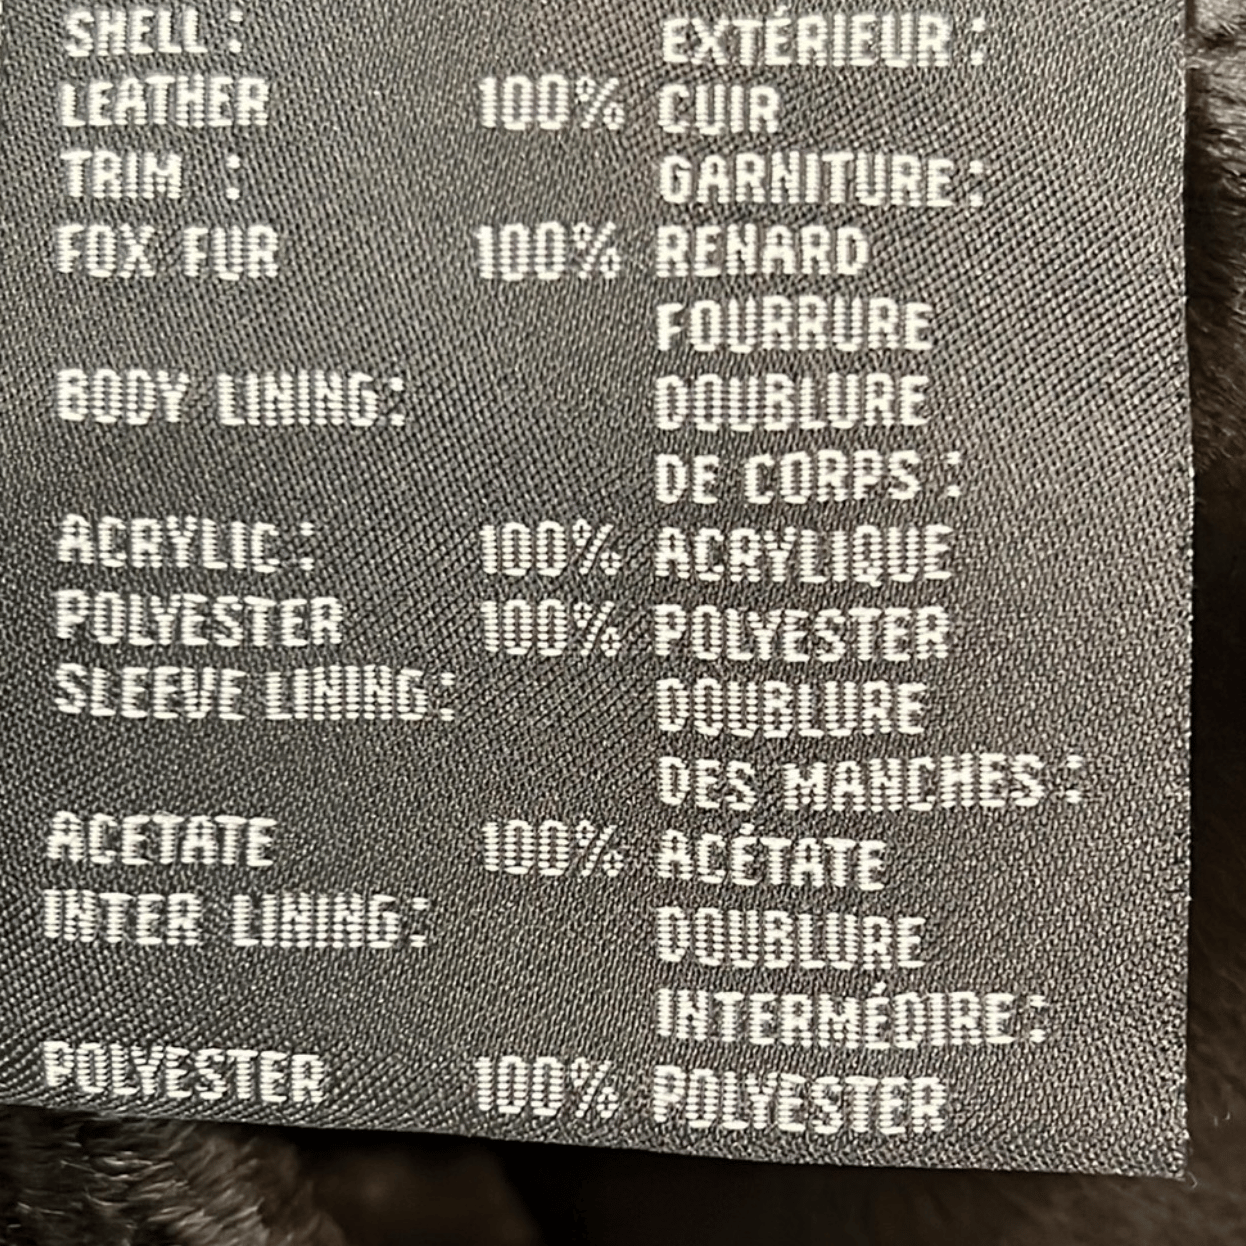 SHELL: EXTÉRIEUR:
LEATHER 100% CUIR
TRIM : GARNITURE:
FOX FUR 100% RENARD
FOURRURE
BODY LINING: DOUBLURE
DE CORPS:
ACRYLIC: 100% ACRYLIQUE
POLYESTER 100% POLYESTER
SLEEVE LINING: DOUBLURE
DES MANCHES:
ACETATE 100% ACÉTATE
INTER LINING: DOUBLURE
INTERMÉDIRE:
POLYESTER 100% POLYESTER